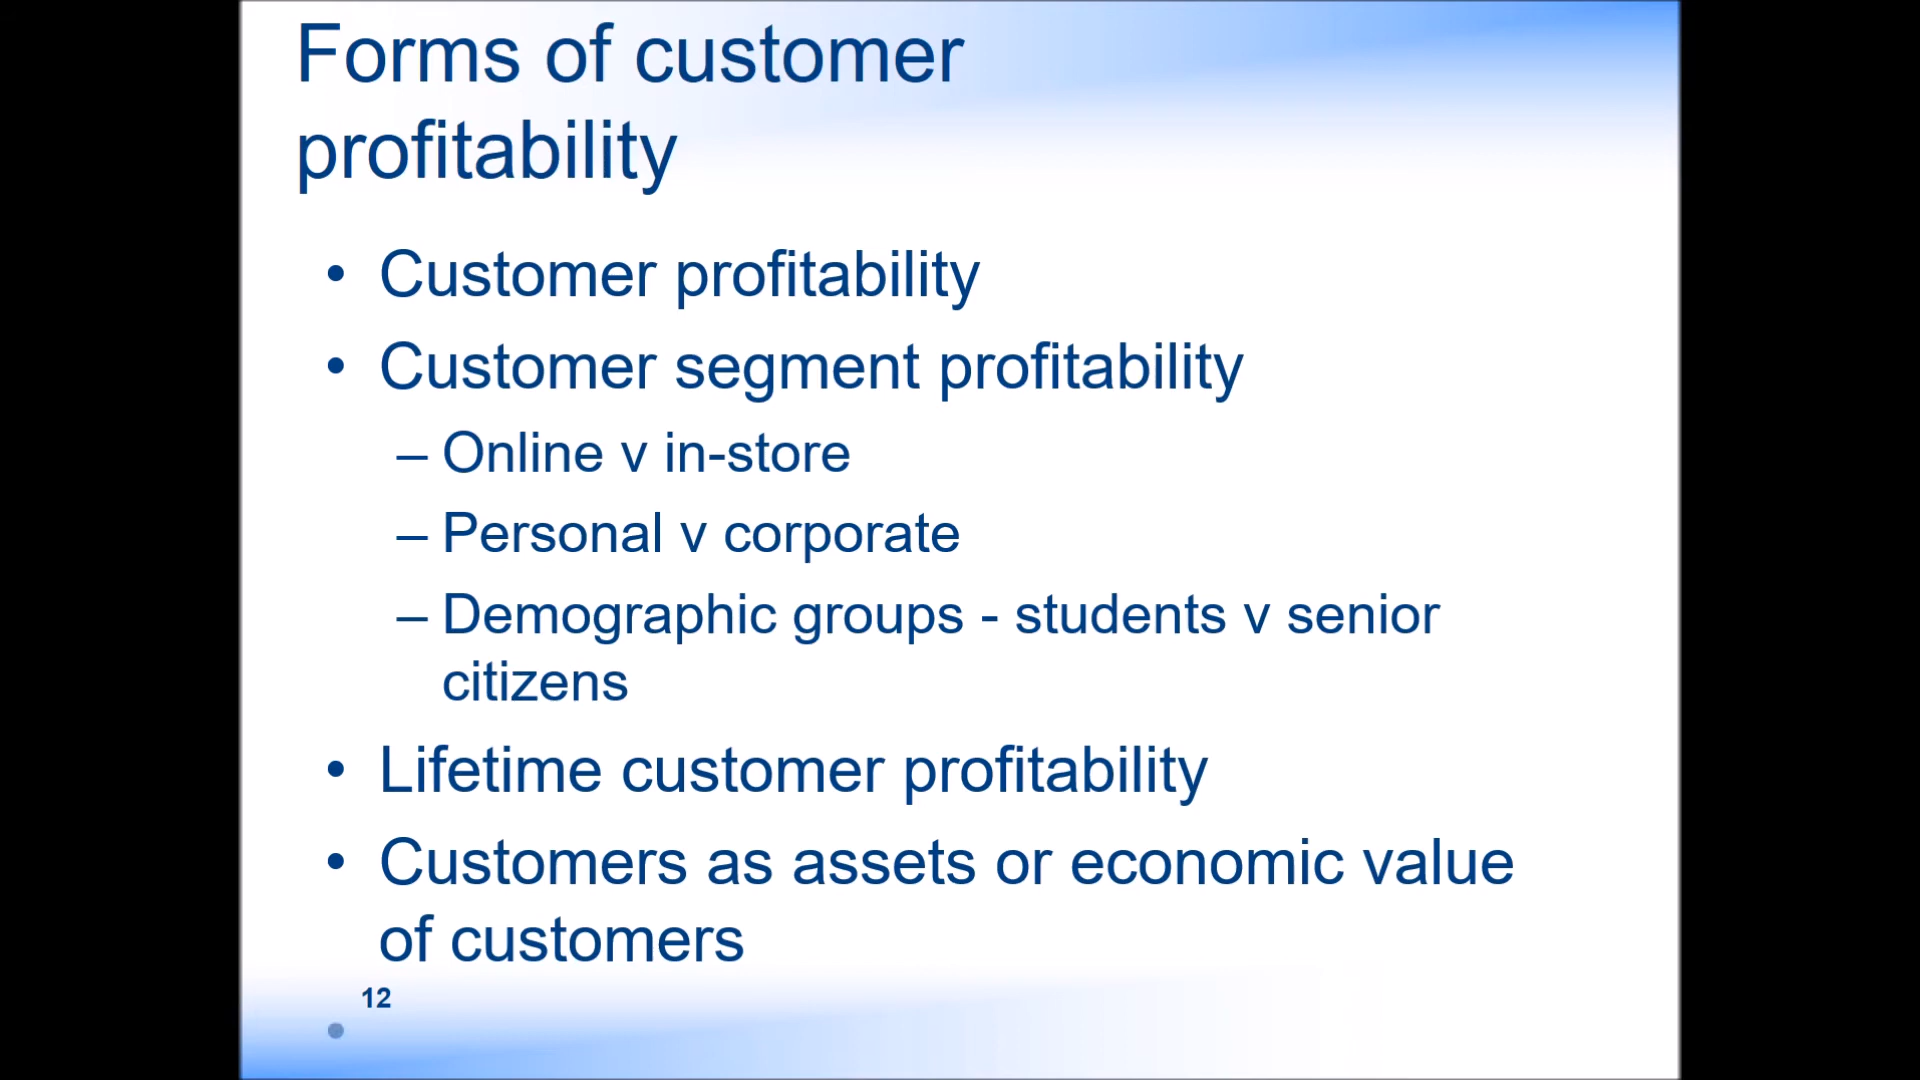 Forms of customer
profitability
• Customer profitability
• Customer segment profitability
– Online v in-store
– Personal v corporate
– Demographic groups - students v senior
citizens
• Lifetime customer profitability
• Customers as assets or economic value
of customers
12
•